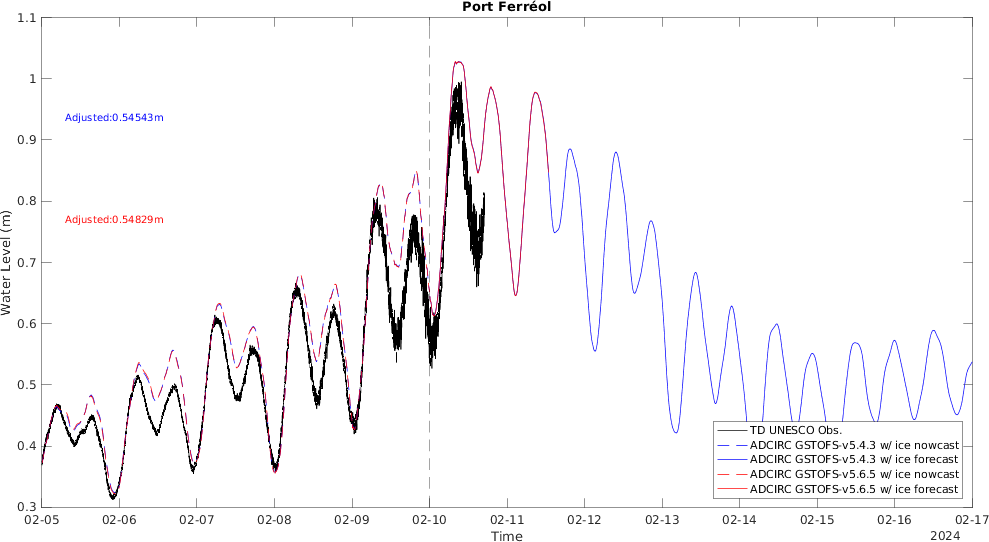 Port Ferréol
1.1
1
0.9
0.8
0.7
0.6
0.5
0.4
0.3
Water Level (m)
Adjusted:0.54543m
Adjusted:0.54829m
TD UNESCO Obs.
ADCIRC GSTOFS-v5.4.3 w/ ice nowcast
ADCIRC GSTOFS-v5.4.3 w/ ice forecast
ADCIRC GSTOFS-v5.6.5 w/ ice nowcast
ADCIRC GSTOFS-v5.6.5 w/ ice forecast
02-05 02-06 02-07 02-08 02-09 02-10 02-11 02-12 02-13 02-14 02-15 02-16 02-17
Time
2024